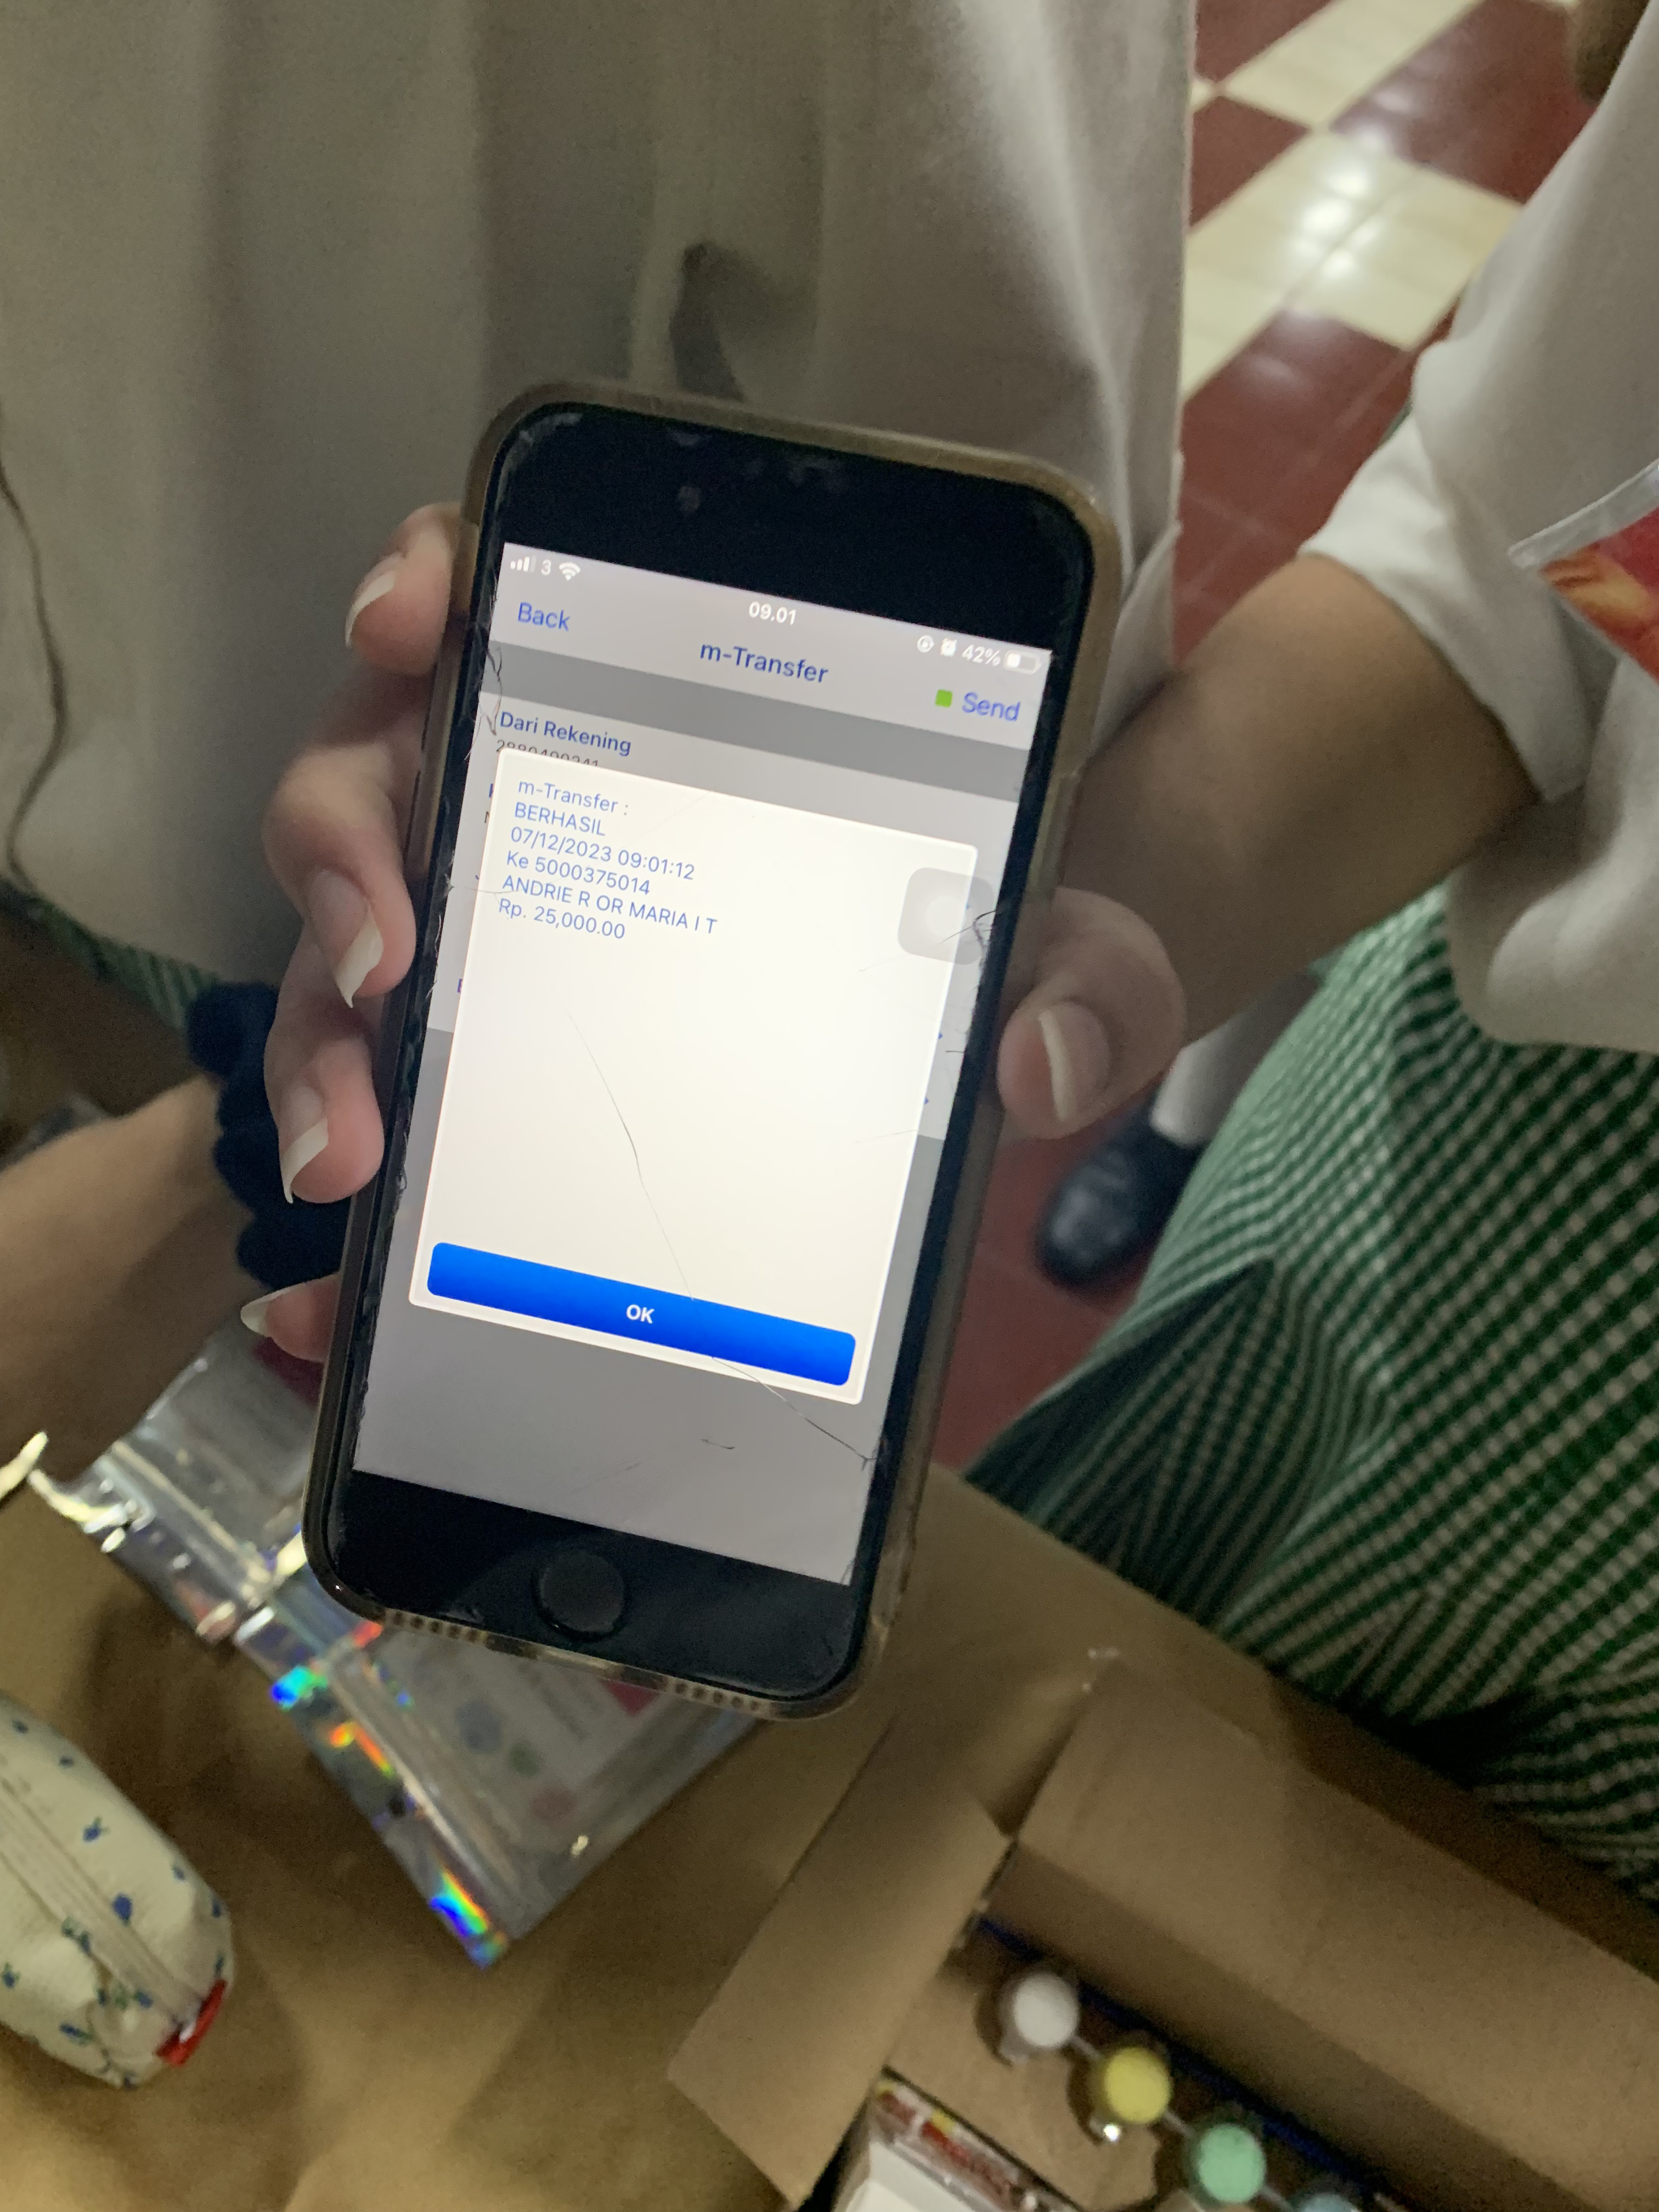 3
09.01
42%
Back
m-Transfer
Send
Dari Rekening
m-Transfer :
BERHASIL
07/12/2023 09:01:12
Ke 5000375014
ANDRIE R OR MARIA I T
Rp. 25,000.00
OK